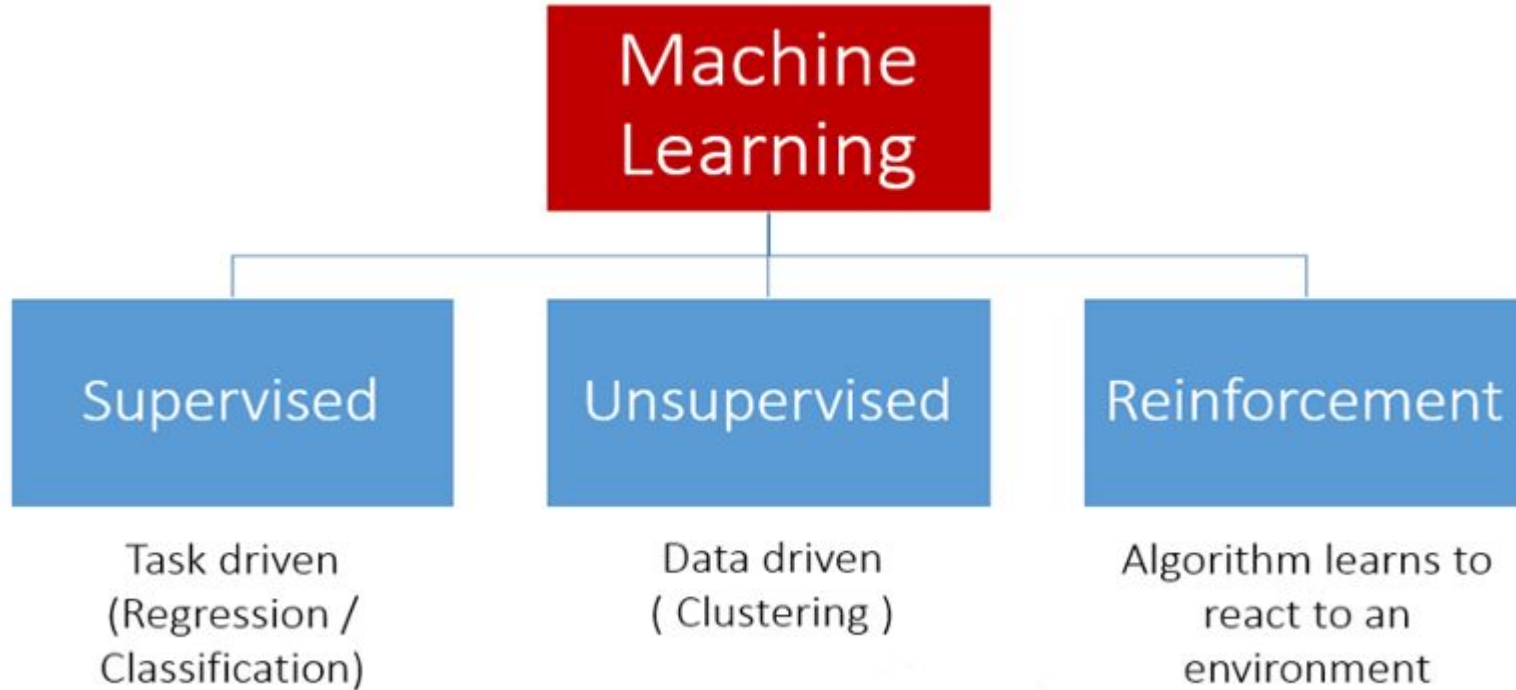 Machine
Learning
Supervised
Unsupervised
Reinforcement
Task driven
(Regression /
Classification)
Data driven
( Clustering )
Algorithm learns to
react to an
environment